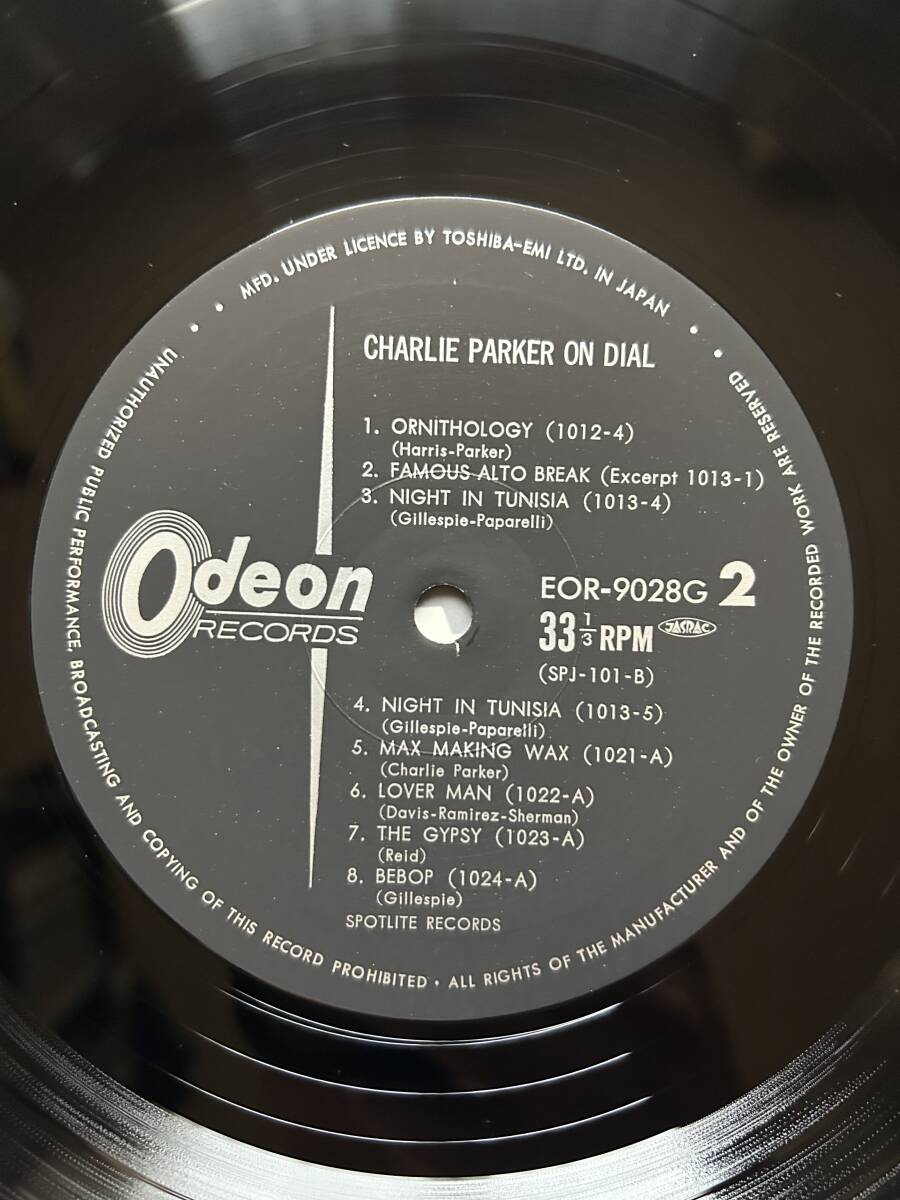 MFD. UNDER LICENCE BY TOSHIBA-EMI LTD. IN JAPAN
CHARLIE PARKER ON DIAL
1. ORNITHOLOGY (1012-4)
(Harris-Parker)
2. FAMOUS ALTO BREAK (Excerpt 1013-1)
3. NIGHT IN TUNISIA (1013-4)
(Gillespie-Paparelli)
Odeon
RECORDS
EOR-9028G 2
33 1/3 RPM JASRAC
(SPJ-101-B)
4. NIGHT IN TUNISIA (1013-5)
(Gillespie-Paparelli)
5. MAX MAKING WAX (1021-A)
(Charlie Parker)
6. LOVER MAN (1022-A)
(Davis-Ramirez-Sherman)
7. THE GYPSY (1023-A)
(Reid)
8. BEBOP (1024-A)
(Gillespie)
SPOTLITE RECORDS
UNAUTHORIZED PUBLIC PERFORMANCE, BROADCASTING AND COPYING OF THIS RECORD PROHIBITED • ALL RIGHTS OF THE MANUFACTURER AND OF THE OWNER OF THE RECORDED WORK ARE RESERVED